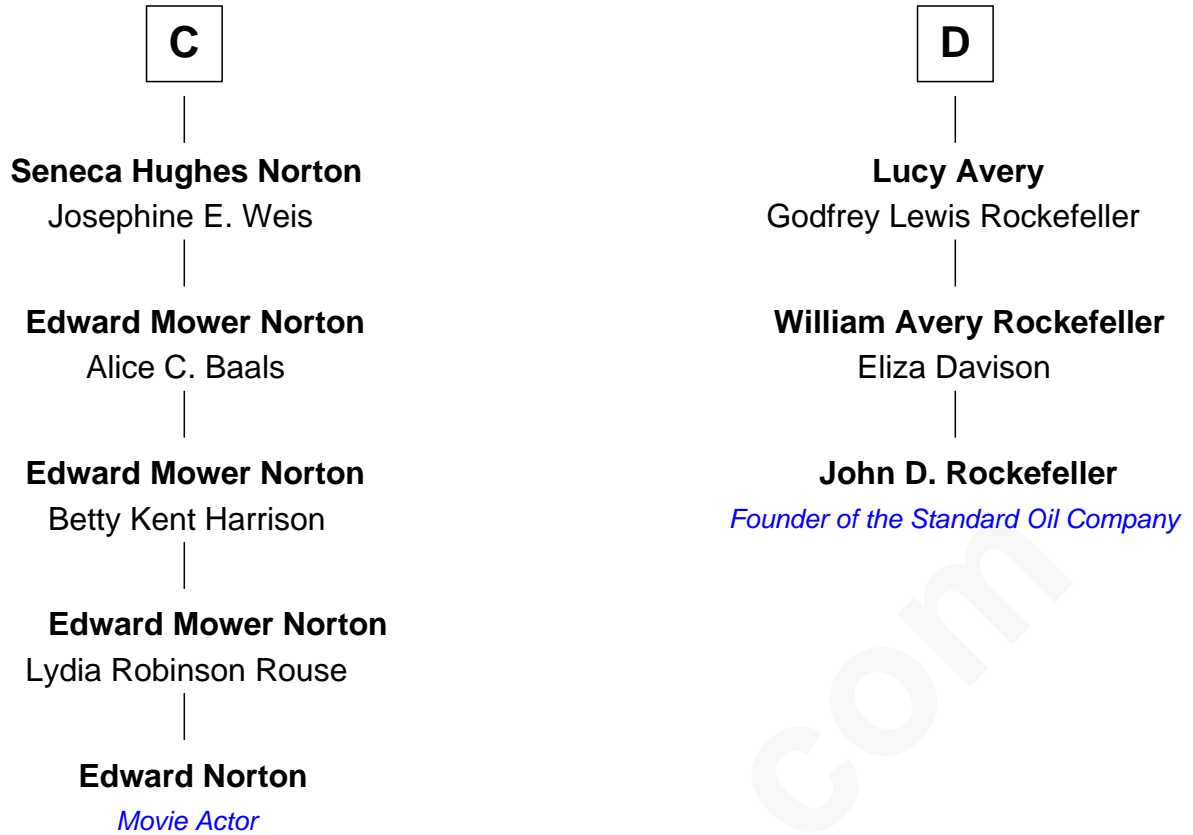 C
Seneca Hughes Norton
Josephine E. Weis
Edward Mower Norton
Alice C. Baals
Edward Mower Norton
Betty Kent Harrison
Edward Mower Norton
Lydia Robinson Rouse
Edward Norton
Movie Actor
D
Lucy Avery
Godfrey Lewis Rockefeller
William Avery Rockefeller
Eliza Davison
John D. Rockefeller
Founder of the Standard Oil Company
com